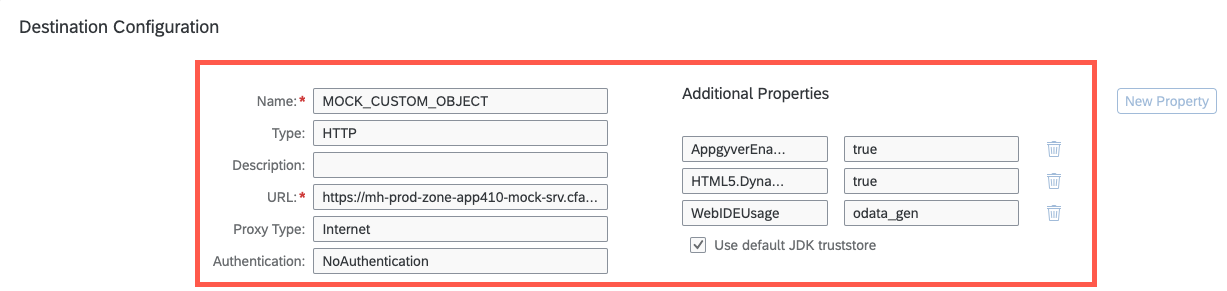 Destination Configuration
Name:* MOCK_CUSTOM_OBJECT
Type: HTTP
Description:
URL:* https://mh-prod-zone-app410-mock-srv.cfa...
Proxy Type: Internet
Authentication: NoAuthentication
Additional Properties
New Property
AppgyverEna... true
HTML5.Dyna... true
WebIDEUsage odata_gen
Use default JDK truststore